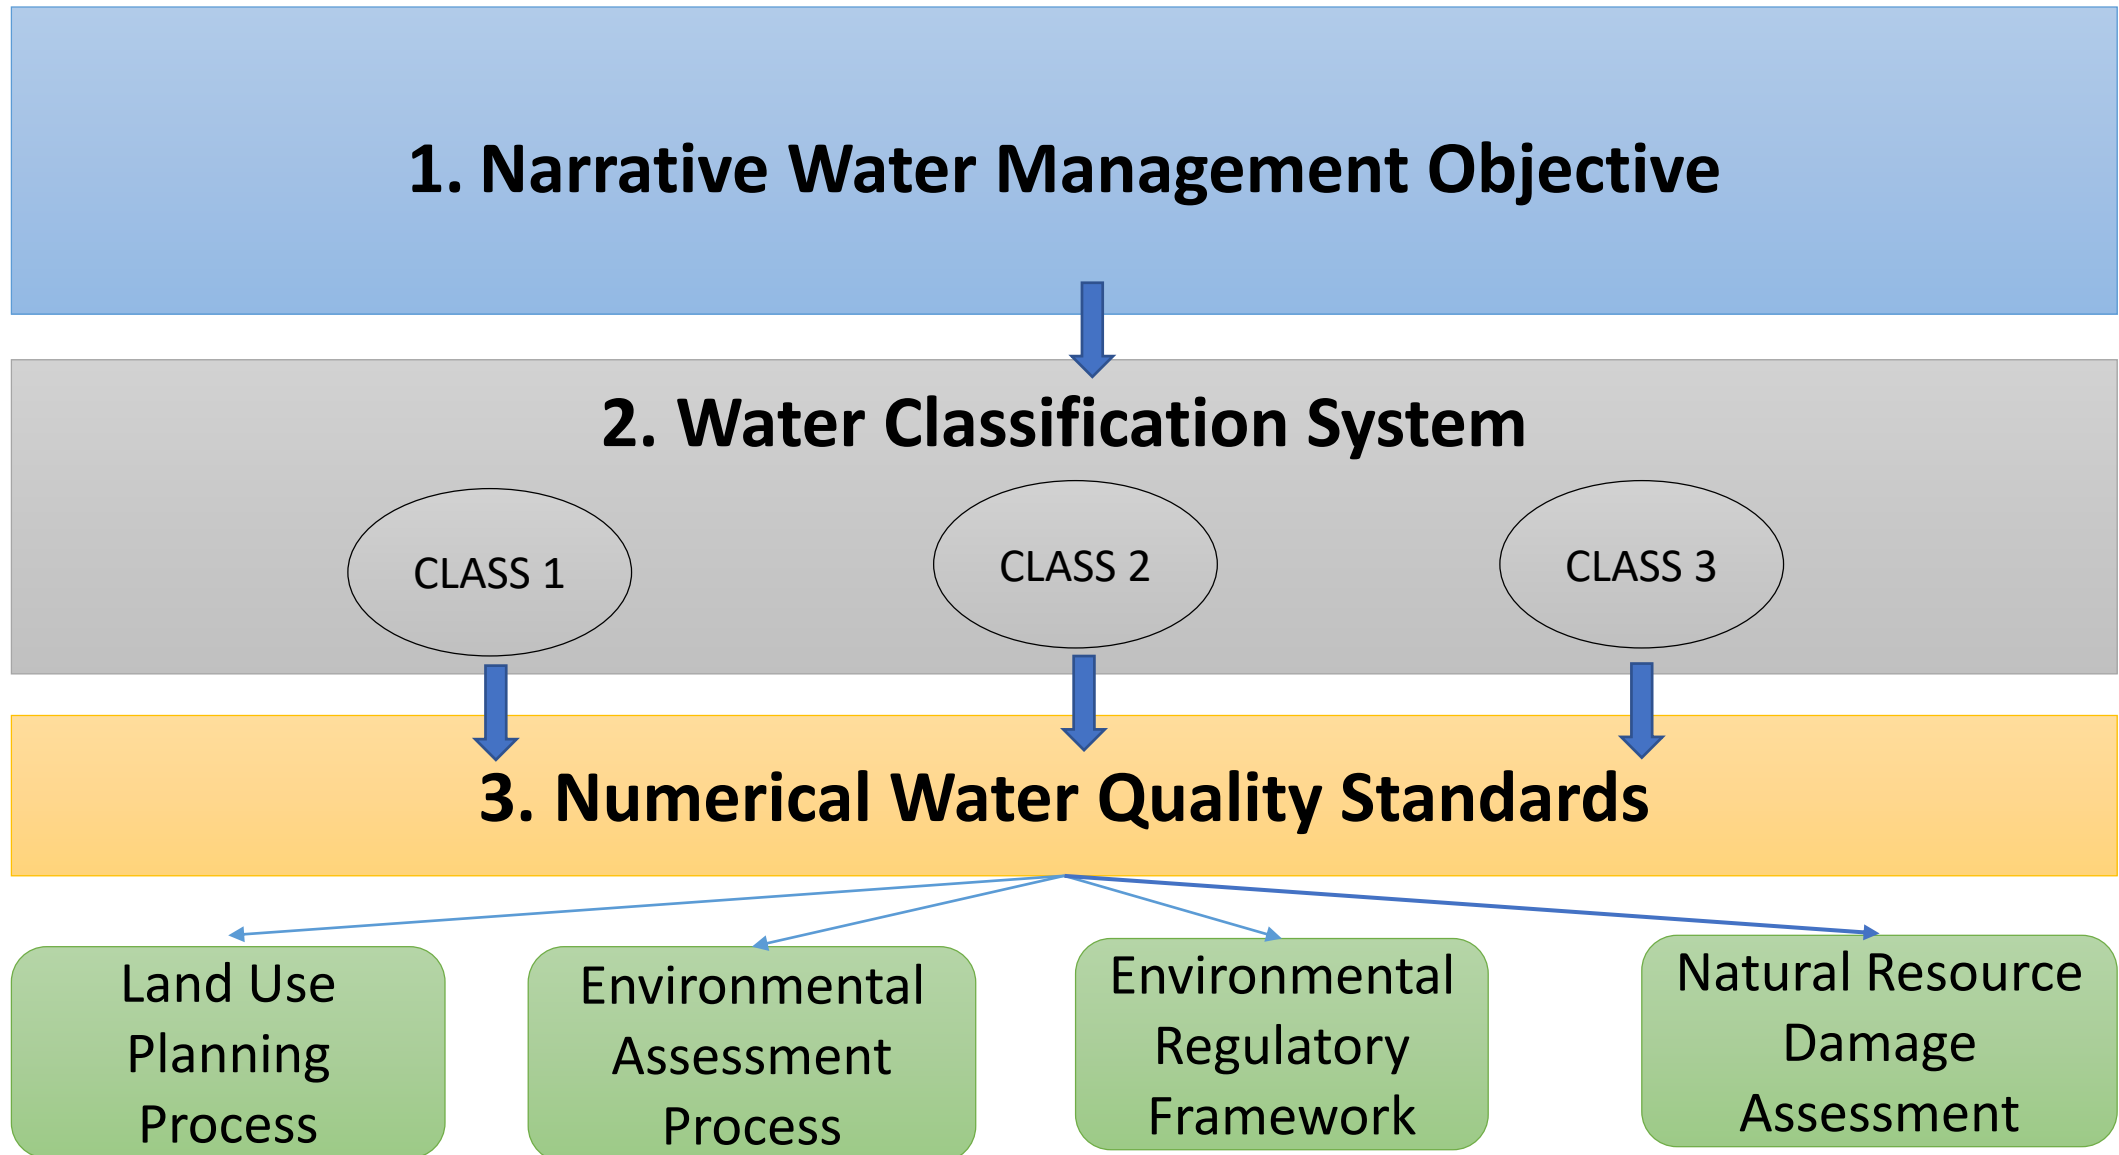 1. Narrative Water Management Objective
2. Water Classification System
CLASS 1
CLASS 2
CLASS 3
3. Numerical Water Quality Standards
Land Use
Planning
Process
Environmental
Assessment
Process
Environmental
Regulatory
Framework
Natural Resource
Damage
Assessment